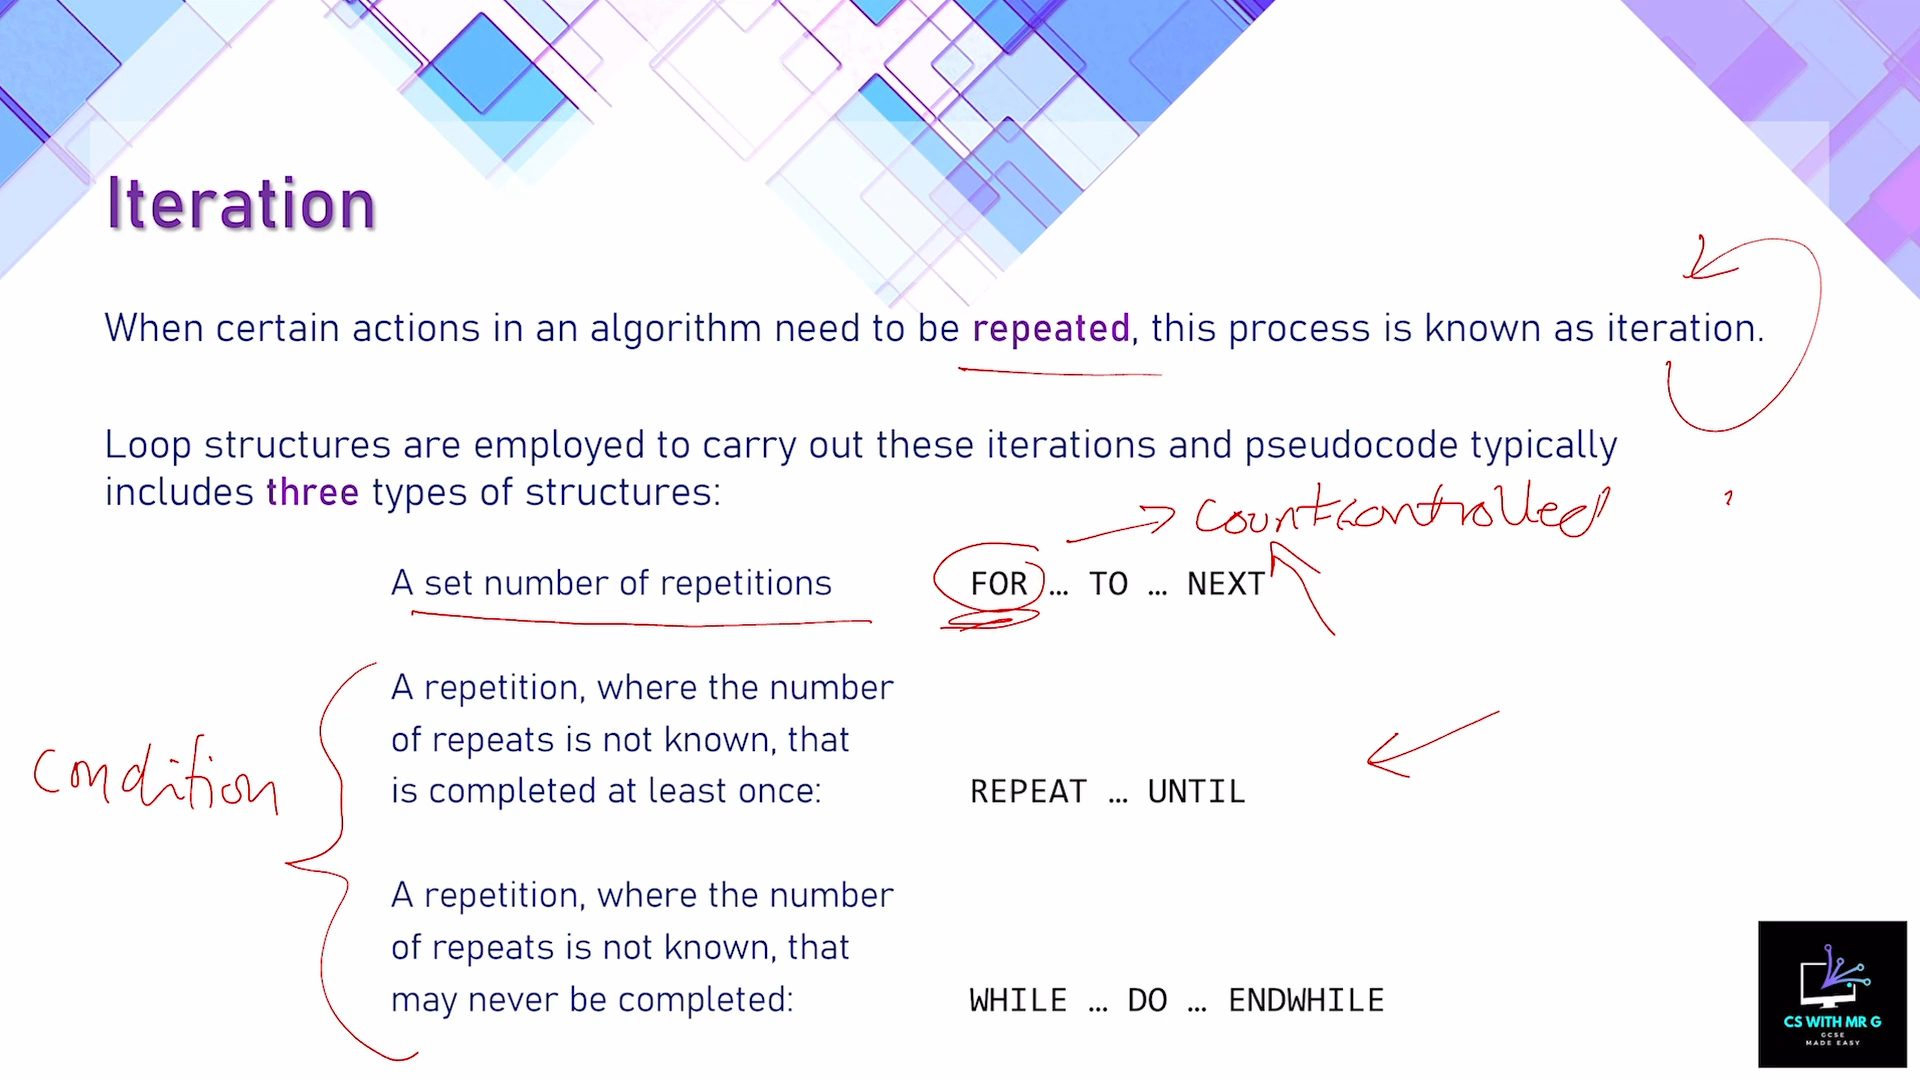 Iteration
When certain actions in an algorithm need to be repeated, this process is known as iteration.
Loop structures are employed to carry out these iterations and pseudocode typically
includes three types of structures:
count controlled
A set number of repetitions FOR … TO … NEXT
A repetition, where the number
of repeats is not known, that
is completed at least once: REPEAT … UNTIL
condition
A repetition, where the number
of repeats is not known, that
may never be completed: WHILE … DO … ENDWHILE
CS WITH MR G
GCSE
MADE EASY